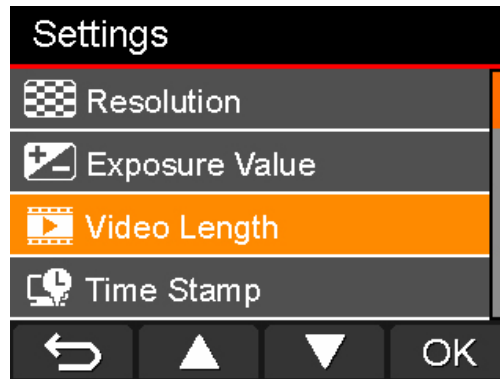 Settings
Resolution
Exposure Value
Video Length
Time Stamp
OK